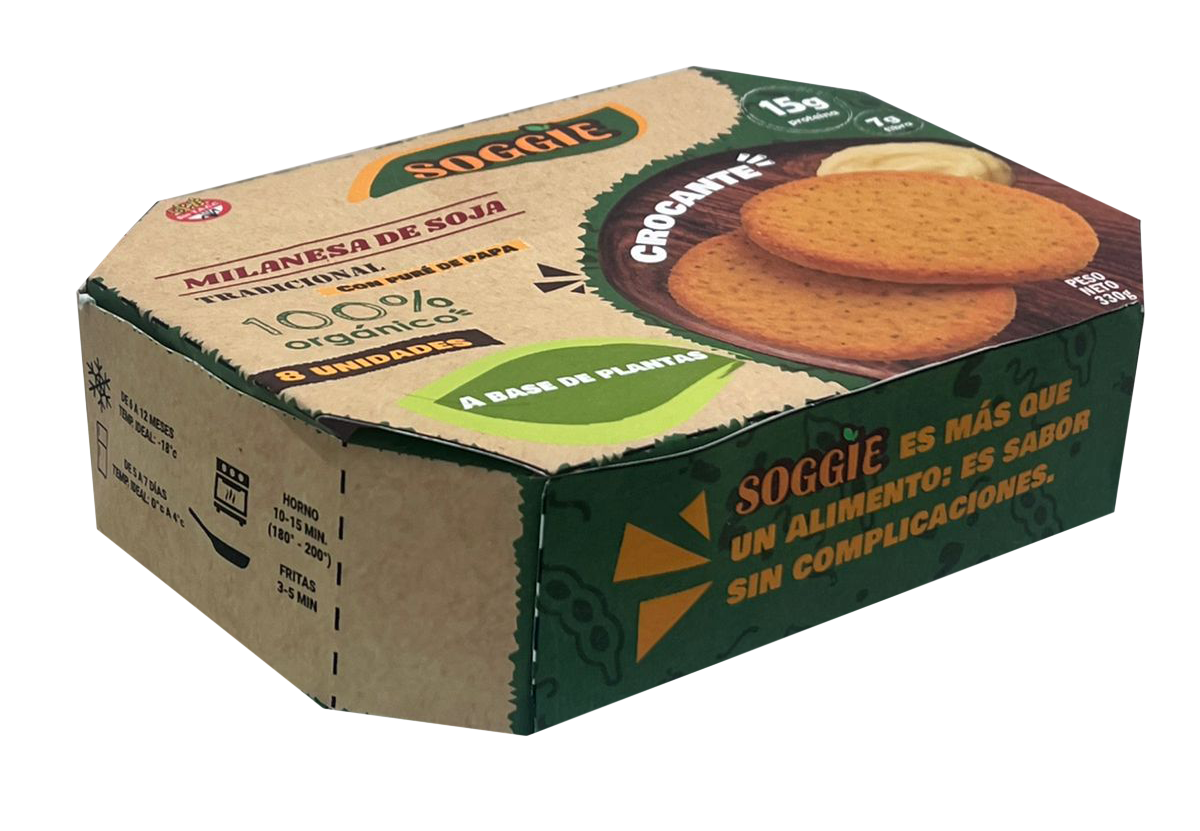 SOGGIE
15g
proteína
7g
fibra
MILANESA DE SOJA
TRADICIONAL
CON PURÉ DE PAPA
100%
orgánico
8 UNIDADES
A BASE DE PLANTAS
CROCANTE
PESO
NETO
330g
DE 6 A 12 MESES
TEMP. IDEAL: -18°c
DE 5 A 7 DÍAS
TEMP. IDEAL: 0°c A 4°c
HORNO
10-15 MIN.
(180° - 200°)
FRITAS
3-5 MIN
SOGGIE ES MÁS QUE
UN ALIMENTO: ES SABOR
SIN COMPLICACIONES.